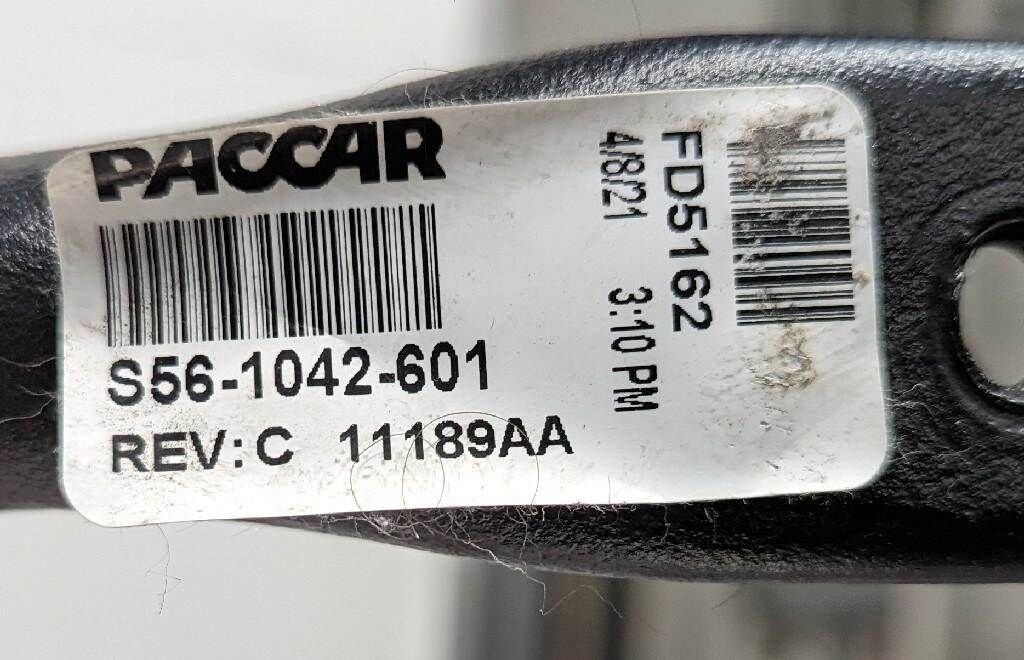 PACCAR
S56-1042-601
REV: C 11189AA
FD5162
4/8/21 3:10 PM